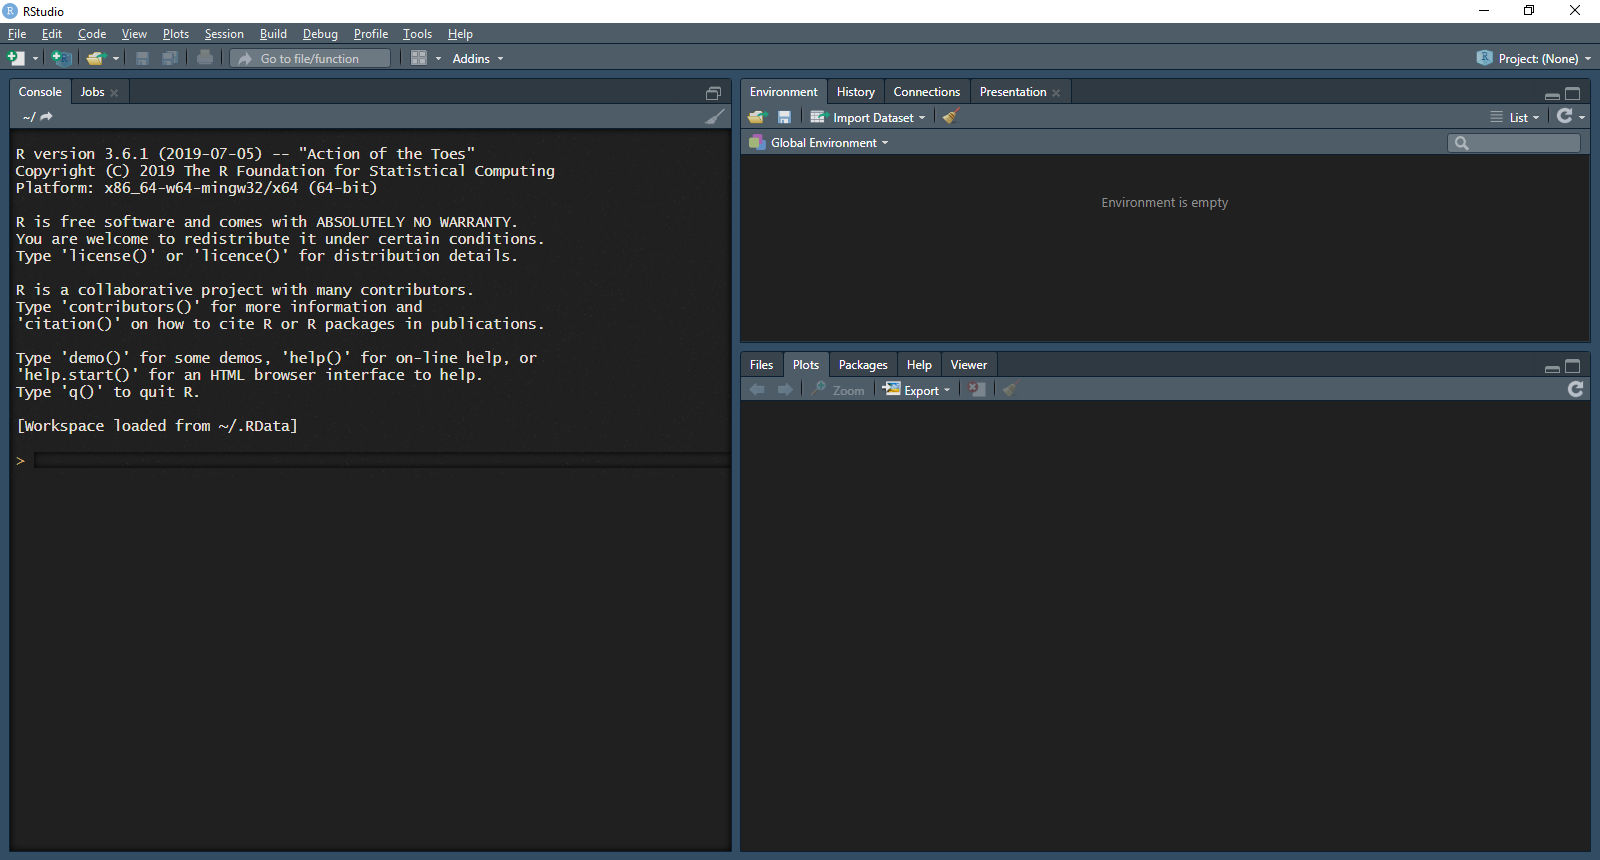 RStudio
File Edit Code View Plots Session Build Debug Profile Tools Help
Go to file/function Addins Project: (None)
Console Jobs
~/
R version 3.6.1 (2019-07-05) -- "Action of the Toes"
Copyright (C) 2019 The R Foundation for Statistical Computing
Platform: x86_64-w64-mingw32/x64 (64-bit)
R is free software and comes with ABSOLUTELY NO WARRANTY.
You are welcome to redistribute it under certain conditions.
Type 'license()' or 'licence()' for distribution details.
R is a collaborative project with many contributors.
Type 'contributors()' for more information and
'citation()' on how to cite R or R packages in publications.
Type 'demo()' for some demos, 'help()' for on-line help, or
'help.start()' for an HTML browser interface to help.
Type 'q()' to quit R.
[Workspace loaded from ~/.RData]
>
Environment History Connections Presentation
Import Dataset List
Global Environment
Environment is empty
Files Plots Packages Help Viewer
Zoom Export